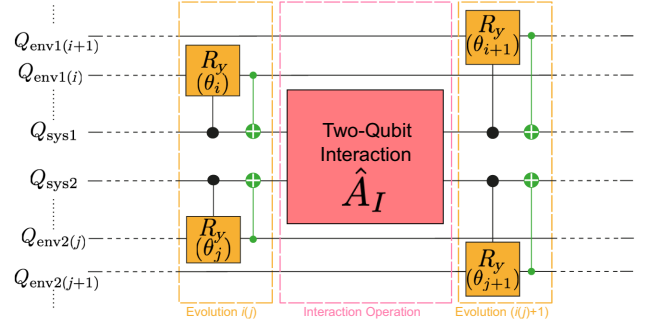 Q_env1(i+1)
R_y
(θ_{i+1})
Q_env1(i)
R_y
(θ_i)
Q_sys1
Two-Qubit
Interaction
Â_I
Q_sys2
R_y
(θ_j)
Q_env2(j)
R_y
(θ_{j+1})
Q_env2(j+1)
Evolution i(j)
Interaction Operation
Evolution (i(j)+1)